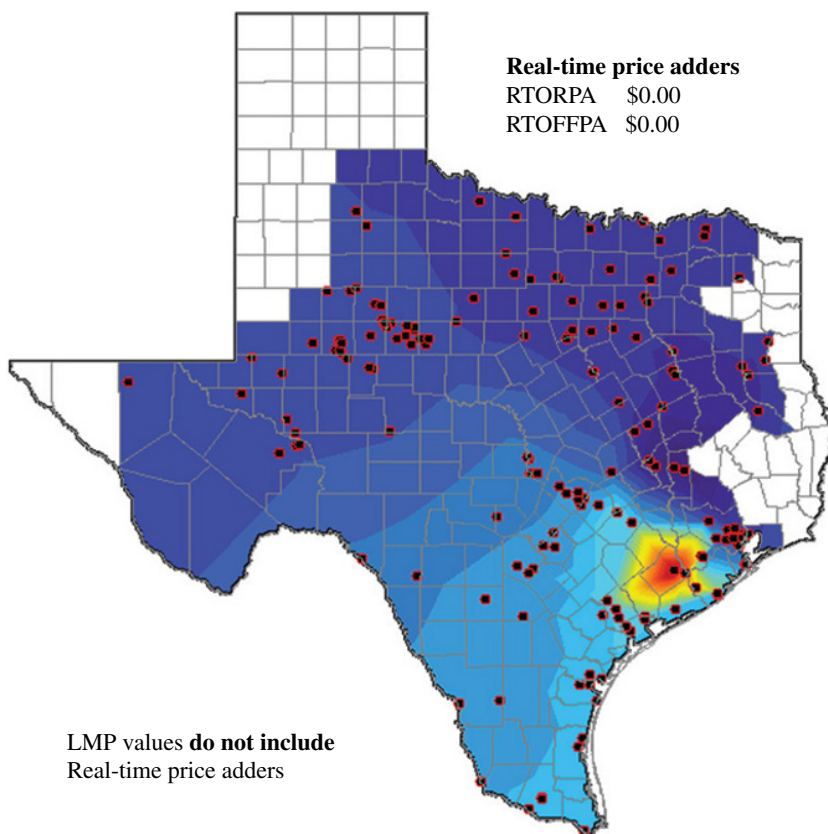 Real-time price adders
RTORPA $0.00
RTOFFPA $0.00
LMP values do not include
Real-time price adders